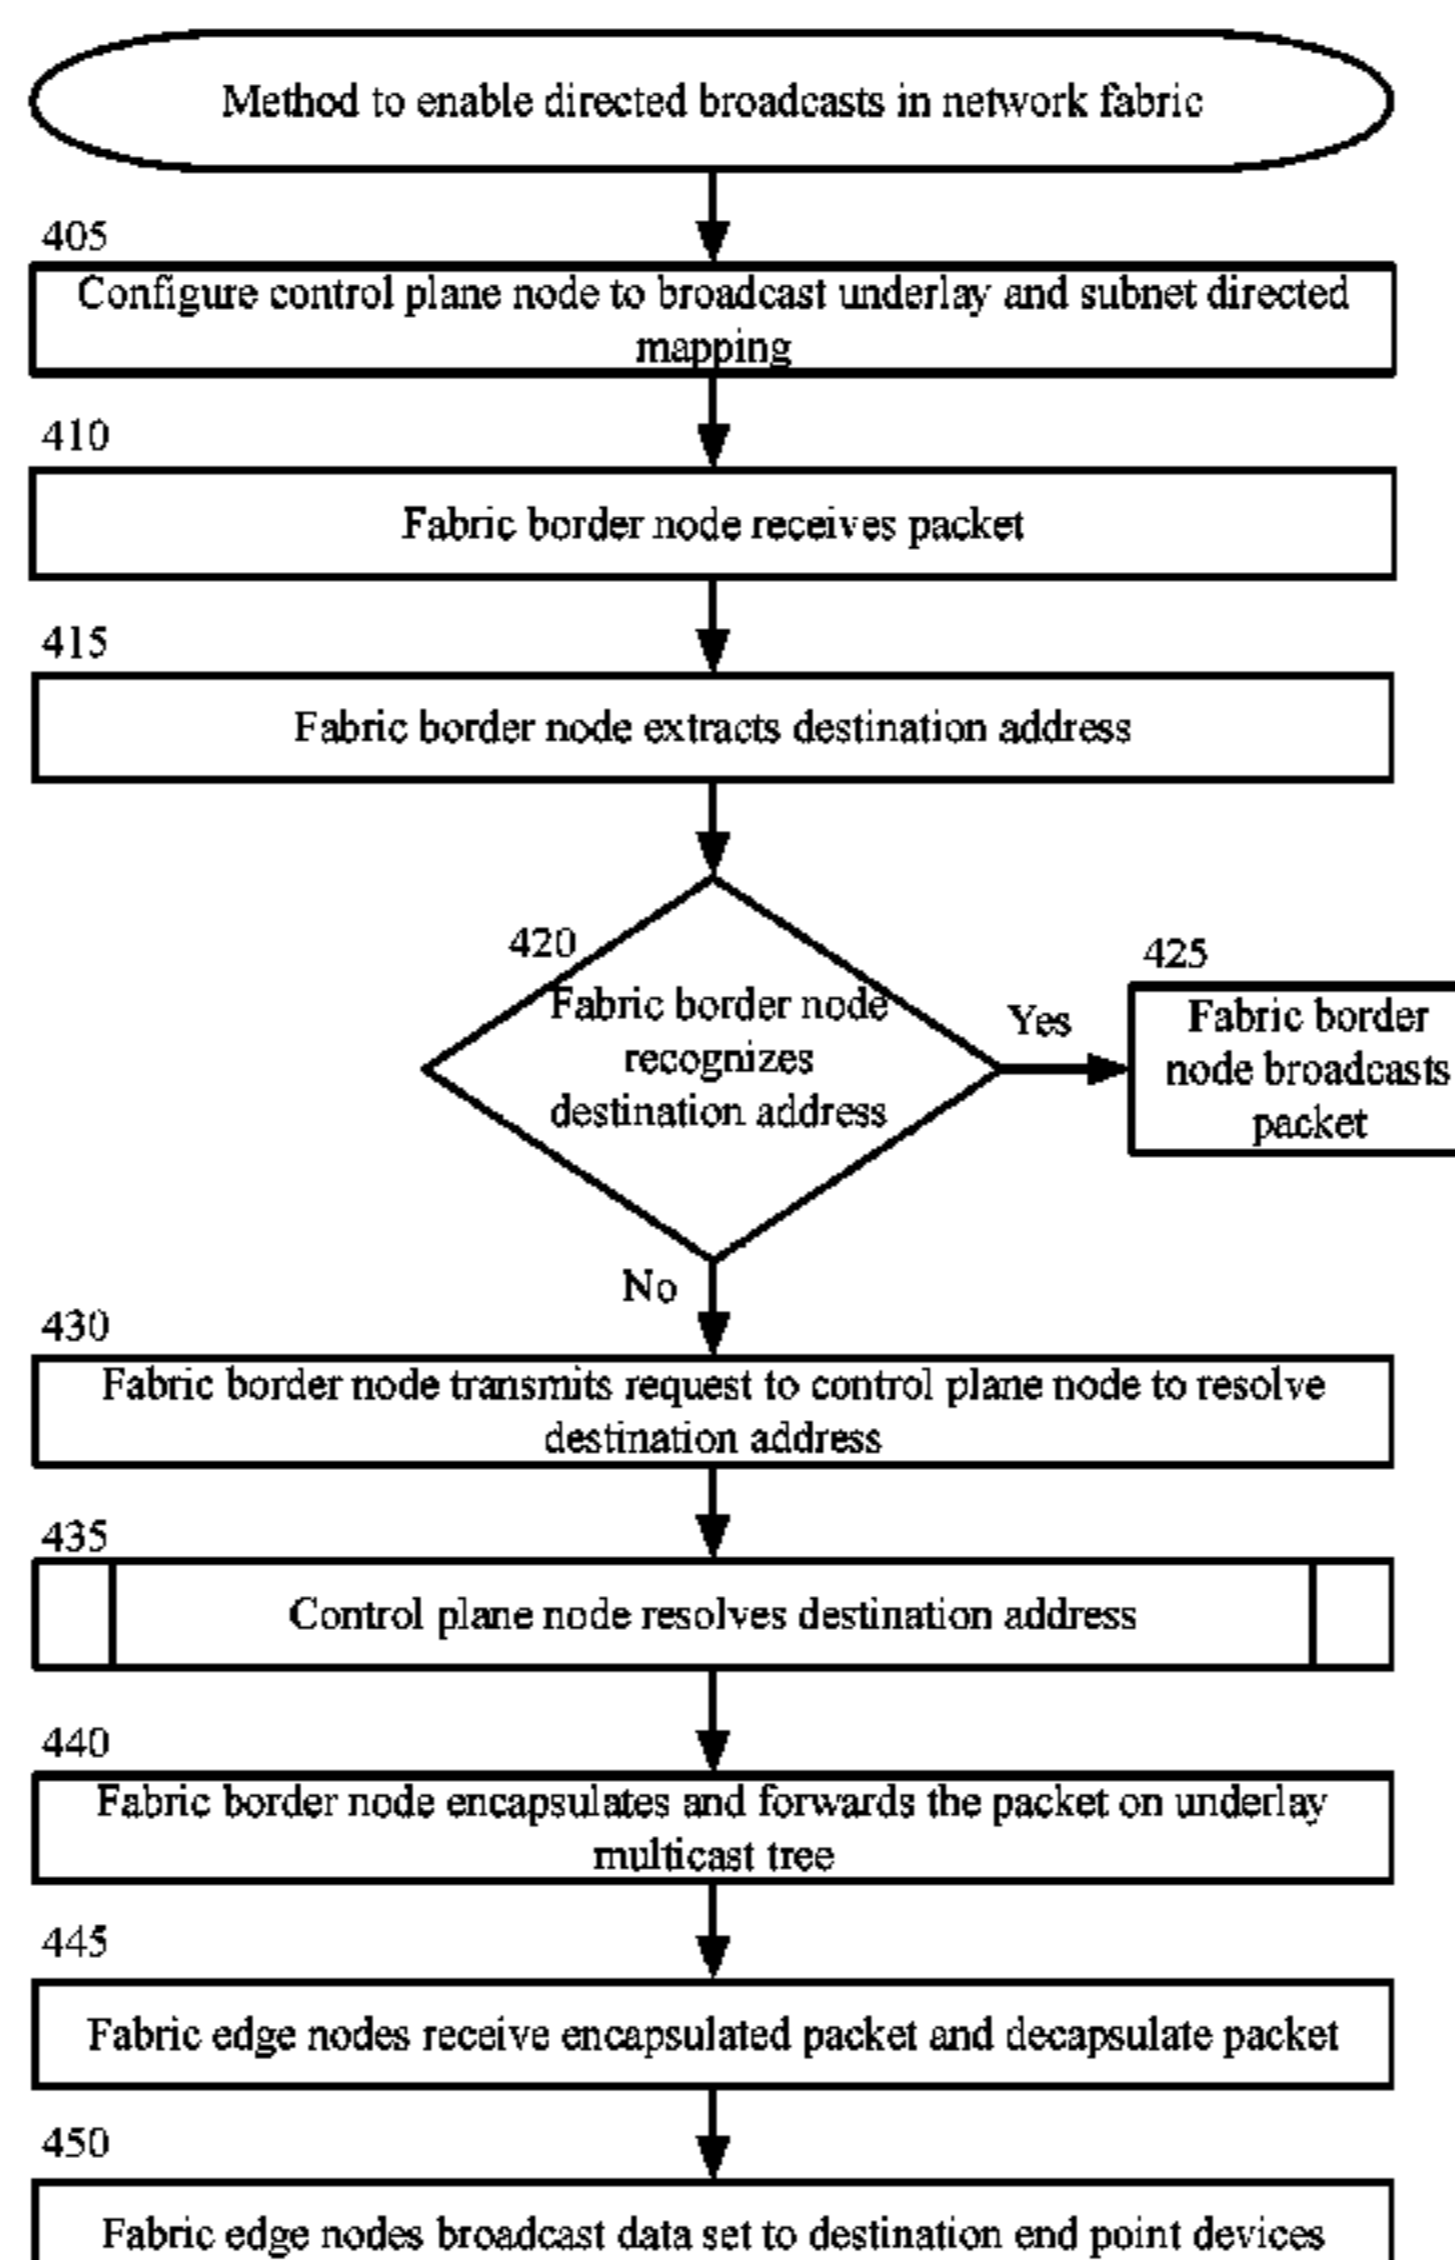 Method to enable directed broadcasts in network fabric
405
Configure control plane node to broadcast underlay and subnet directed
mapping
410
Fabric border node receives packet
415
Fabric border node extracts destination address
420
Fabric border node
recognizes
destination address
Yes
425
Fabric border
node broadcasts
packet
No
430
Fabric border node transmits request to control plane node to resolve
destination address
435
Control plane node resolves destination address
440
Fabric border node encapsulates and forwards the packet on underlay
multicast tree
445
Fabric edge nodes receive encapsulated packet and decapsulate packet
450
Fabric edge nodes broadcast data set to destination end point devices